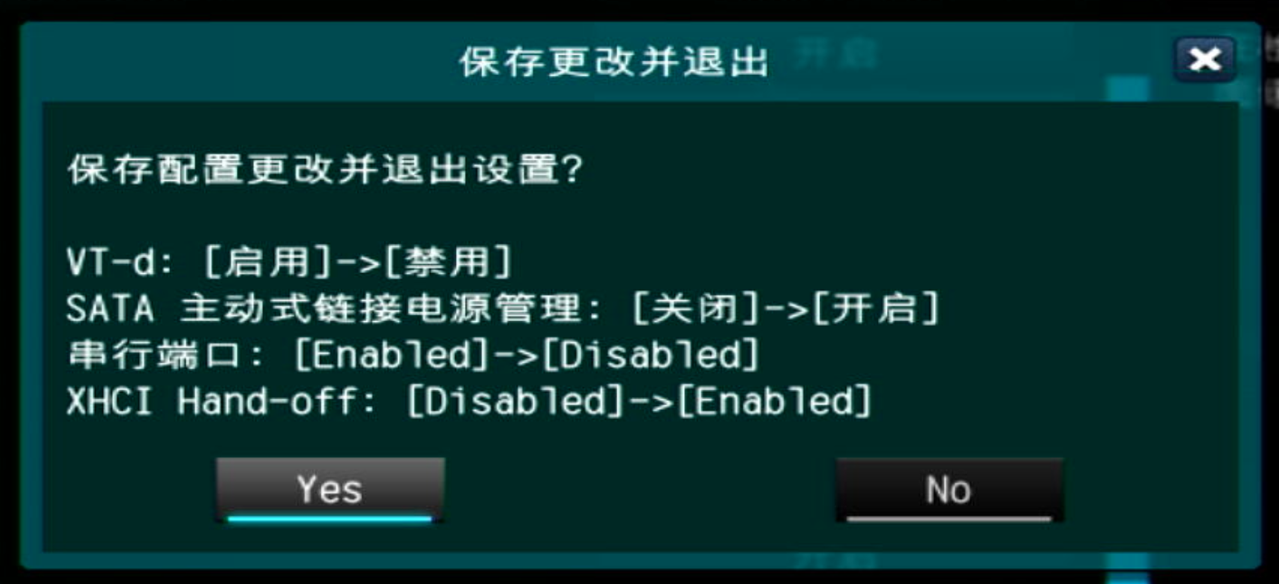 保存更改并退出
保存配置更改并退出设置?
VT-d: [启用]->[禁用]
SATA 主动式链接电源管理: [关闭]->[开启]
串行端口: [Enabled]->[Disabled]
XHCI Hand-off: [Disabled]->[Enabled]
Yes
No